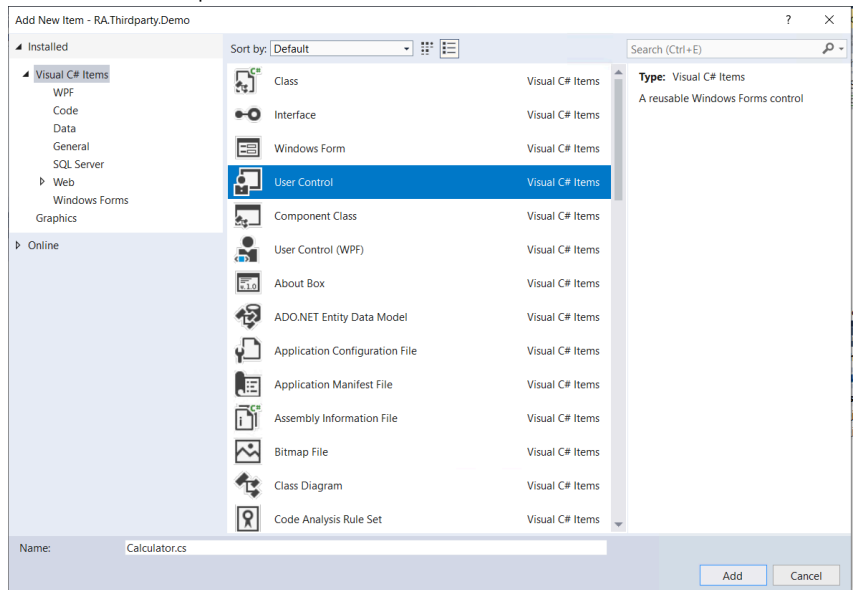 Add New Item - RA.Thirdparty.Demo
? ×
Installed
Sort by: Default
Search (Ctrl+E)
Visual C# Items
WPF
Code
Data
General
SQL Server
Web
Windows Forms
Graphics
Online
Class Visual C# Items
Interface Visual C# Items
Windows Form Visual C# Items
User Control Visual C# Items
Component Class Visual C# Items
User Control (WPF) Visual C# Items
About Box Visual C# Items
ADO.NET Entity Data Model Visual C# Items
Application Configuration File Visual C# Items
Application Manifest File Visual C# Items
Assembly Information File Visual C# Items
Bitmap File Visual C# Items
Class Diagram Visual C# Items
Code Analysis Rule Set Visual C# Items
Type: Visual C# Items
A reusable Windows Forms control
Name: Calculator.cs
Add Cancel